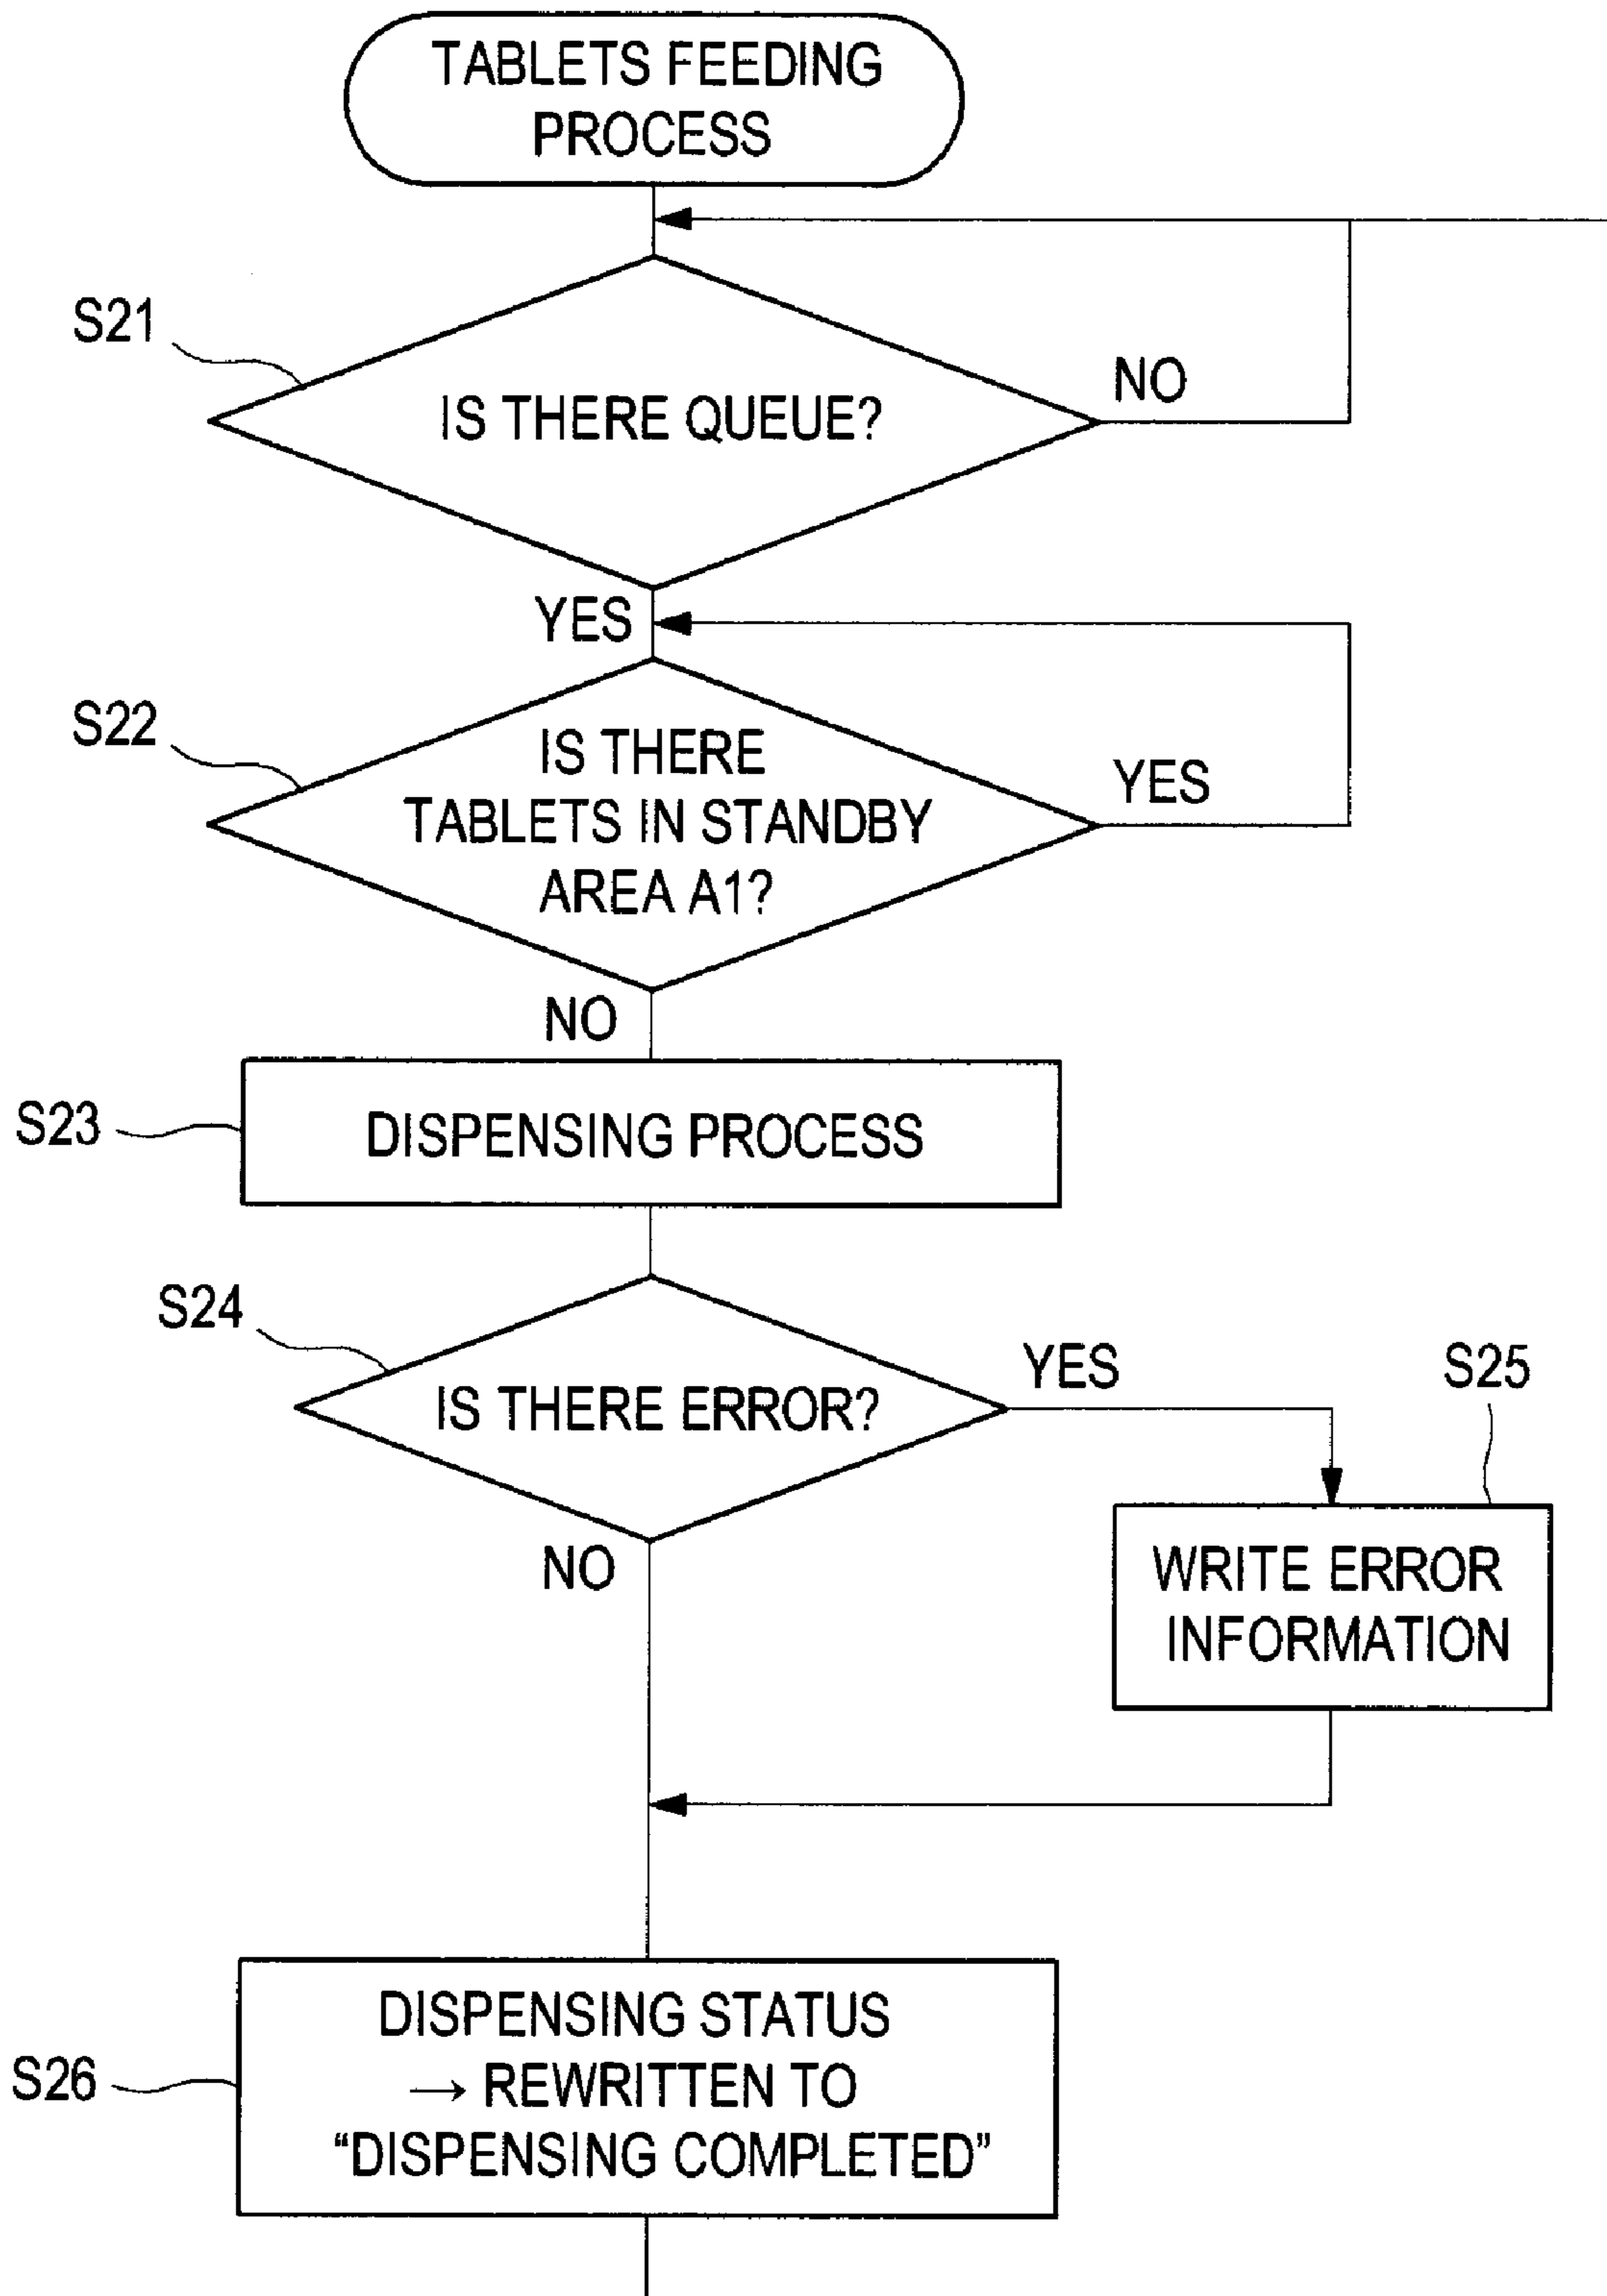 TABLETS FEEDING
PROCESS
S21
IS THERE QUEUE?
NO
YES
S22
IS THERE
TABLETS IN STANDBY
AREA A1?
YES
NO
S23
DISPENSING PROCESS
S24
IS THERE ERROR?
YES
S25
NO
WRITE ERROR
INFORMATION
S26
DISPENSING STATUS
→ REWRITTEN TO
“DISPENSING COMPLETED”